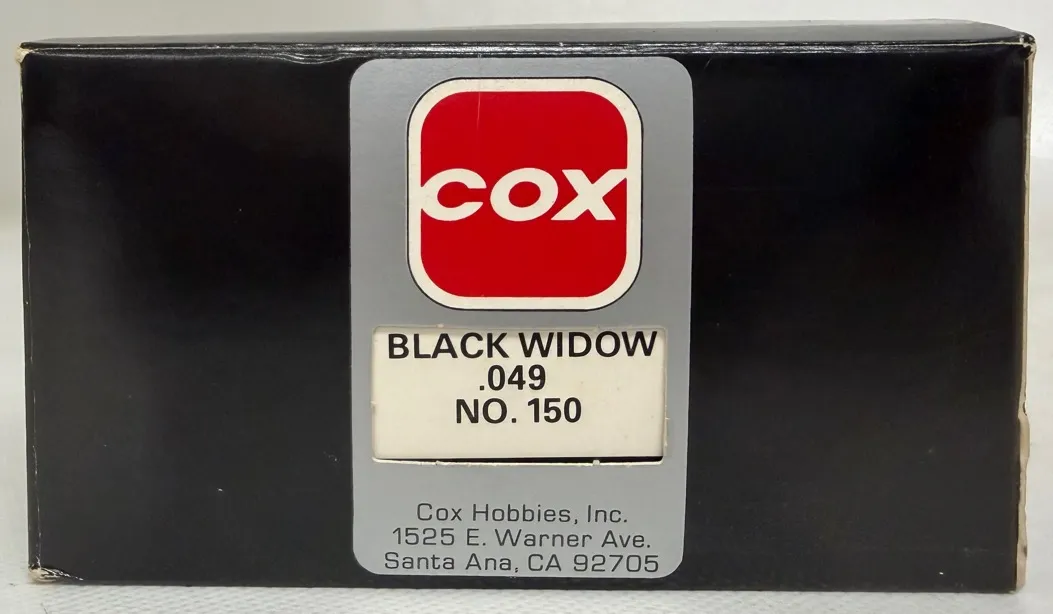 COX
BLACK WIDOW
.049
NO. 150
Cox Hobbies, Inc.
1525 E. Warner Ave.
Santa Ana, CA 92705